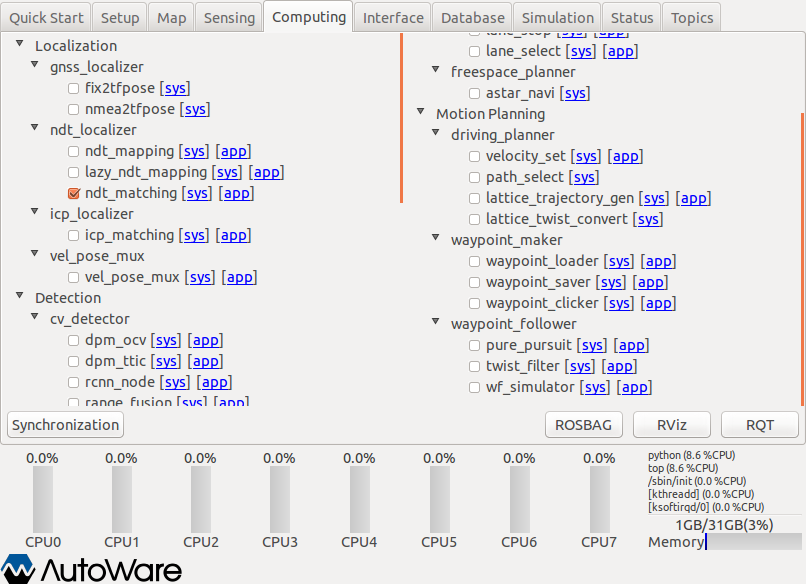 Quick Start Setup Map Sensing Computing Interface Database Simulation Status Topics
Localization
gnss_localizer
fix2tfpose [sys]
nmea2tfpose [sys]
ndt_localizer
ndt_mapping [sys] [app]
lazy_ndt_mapping [sys] [app]
ndt_matching [sys] [app]
icp_localizer
icp_matching [sys] [app]
vel_pose_mux
vel_pose_mux [sys] [app]
Detection
cv_detector
dpm_ocv [sys] [app]
dpm_ttic [sys] [app]
rcnn_node [sys] [app]
range_fusion [sys] [app]
lane_stop [sys] [app]
lane_select [sys] [app]
freespace_planner
astar_navi [sys]
Motion Planning
driving_planner
velocity_set [sys] [app]
path_select [sys]
lattice_trajectory_gen [sys] [app]
lattice_twist_convert [sys]
waypoint_maker
waypoint_loader [sys] [app]
waypoint_saver [sys] [app]
waypoint_clicker [sys] [app]
waypoint_follower
pure_pursuit [sys] [app]
twist_filter [sys] [app]
wf_simulator [sys] [app]
Synchronization ROSBAG RViz RQT
0.0% 0.0% 0.0% 0.0% 0.0% 0.0% 0.0% 0.0%
CPU0 CPU1 CPU2 CPU3 CPU4 CPU5 CPU6 CPU7
python (8.6 %CPU)
top (8.6 %CPU)
/sbin/init (0.0 %CPU)
[kthreadd] (0.0 %CPU)
[ksoftirqd/0] (0.0 %CPU)
1GB/31GB(3%)
Memory
AutoWare